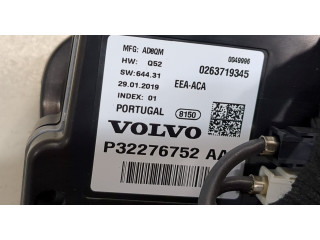 MFG: AD8QM
0049996
HW: Q52
0263719345
SW: 644.31
EEA-ACA
29.01.2019
INDEX: 01
PORTUGAL 8150
VOLVO
P32276752 AA